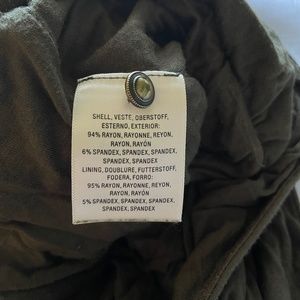 SHELL, VESTE, OBERSTOFF,
ESTERNO, EXTERIOR:
94% RAYON, RAYONNE, REYON,
RAYON, RAYÓN
6% SPANDEX, SPANDEX, SPANDEX,
SPANDEX, SPANDEX
LINING, DOUBLURE, FUTTERSTOFF,
FODERA, FORRO:
95% RAYON, RAYONNE, REYON,
RAYON, RAYÓN
5% SPANDEX, SPANDEX, SPANDEX,
SPANDEX, SPANDEX